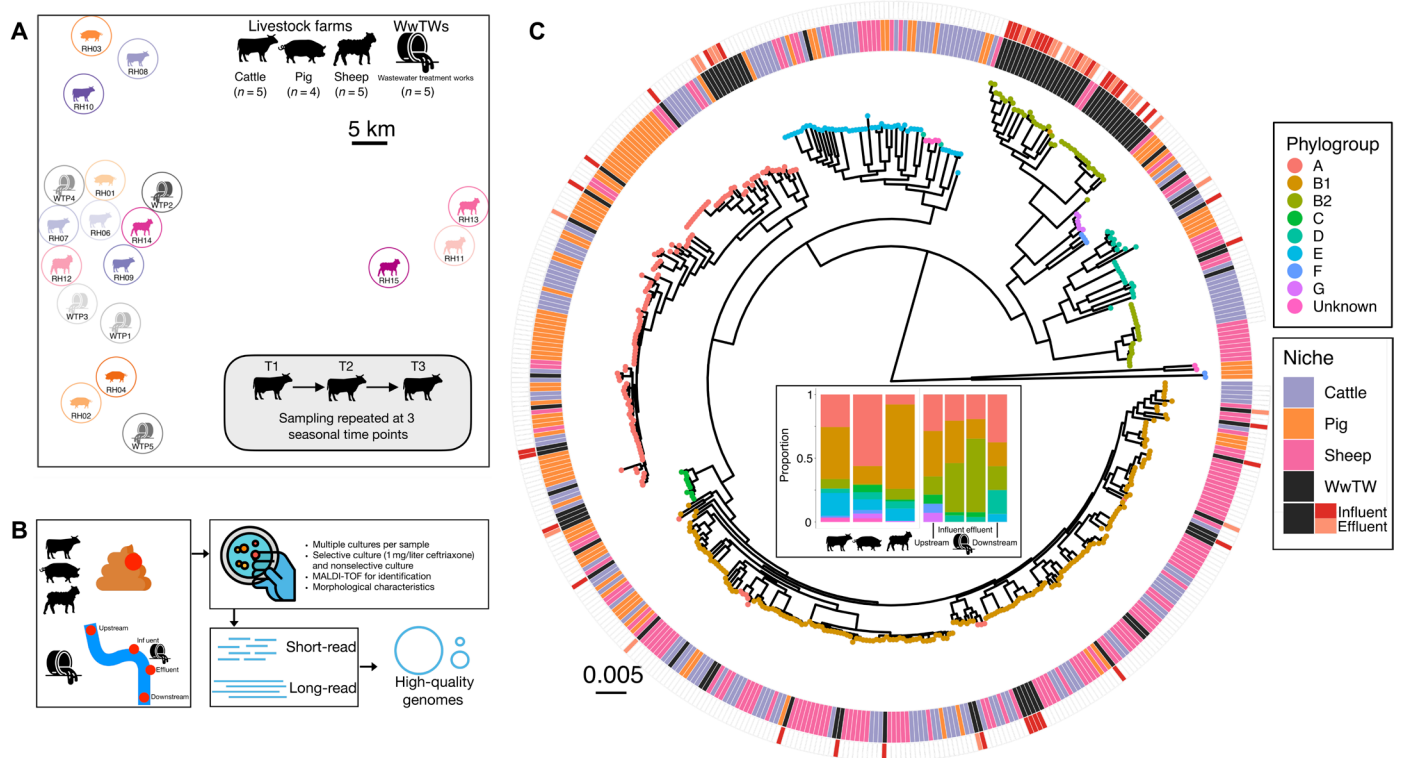 A
Livestock farms
WwTWs
Cattle
Pig
Sheep
Wastewater treatment works
(n = 5)
(n = 4)
(n = 5)
(n = 5)
5 km
RH03
RH08
RH10
WTP4
RH01
WTP2
RH07
RH06
RH14
RH13
RH11
RH12
RH09
RH15
WTP3
WTP1
RH04
RH02
WTP5
T1
T2
T3
Sampling repeated at 3
seasonal time points
B
Upstream
Inf uent
Effluent
Downstream
• Multiple cultures per sample
• Selective culture (1 mg/liter ceftriaxone)
and nonselective culture
• MALDI-TOF for identification
• Morphological characteristics
Short-read
Long-read
High-quality
genomes
C
Proportion
1
0.5
0
Influent effluent
Upstream
Downstream
0.005
Phylogroup
A
B1
B2
C
D
E
F
G
Unknown
Niche
Cattle
Pig
Sheep
WwTW
Influent
Effluent